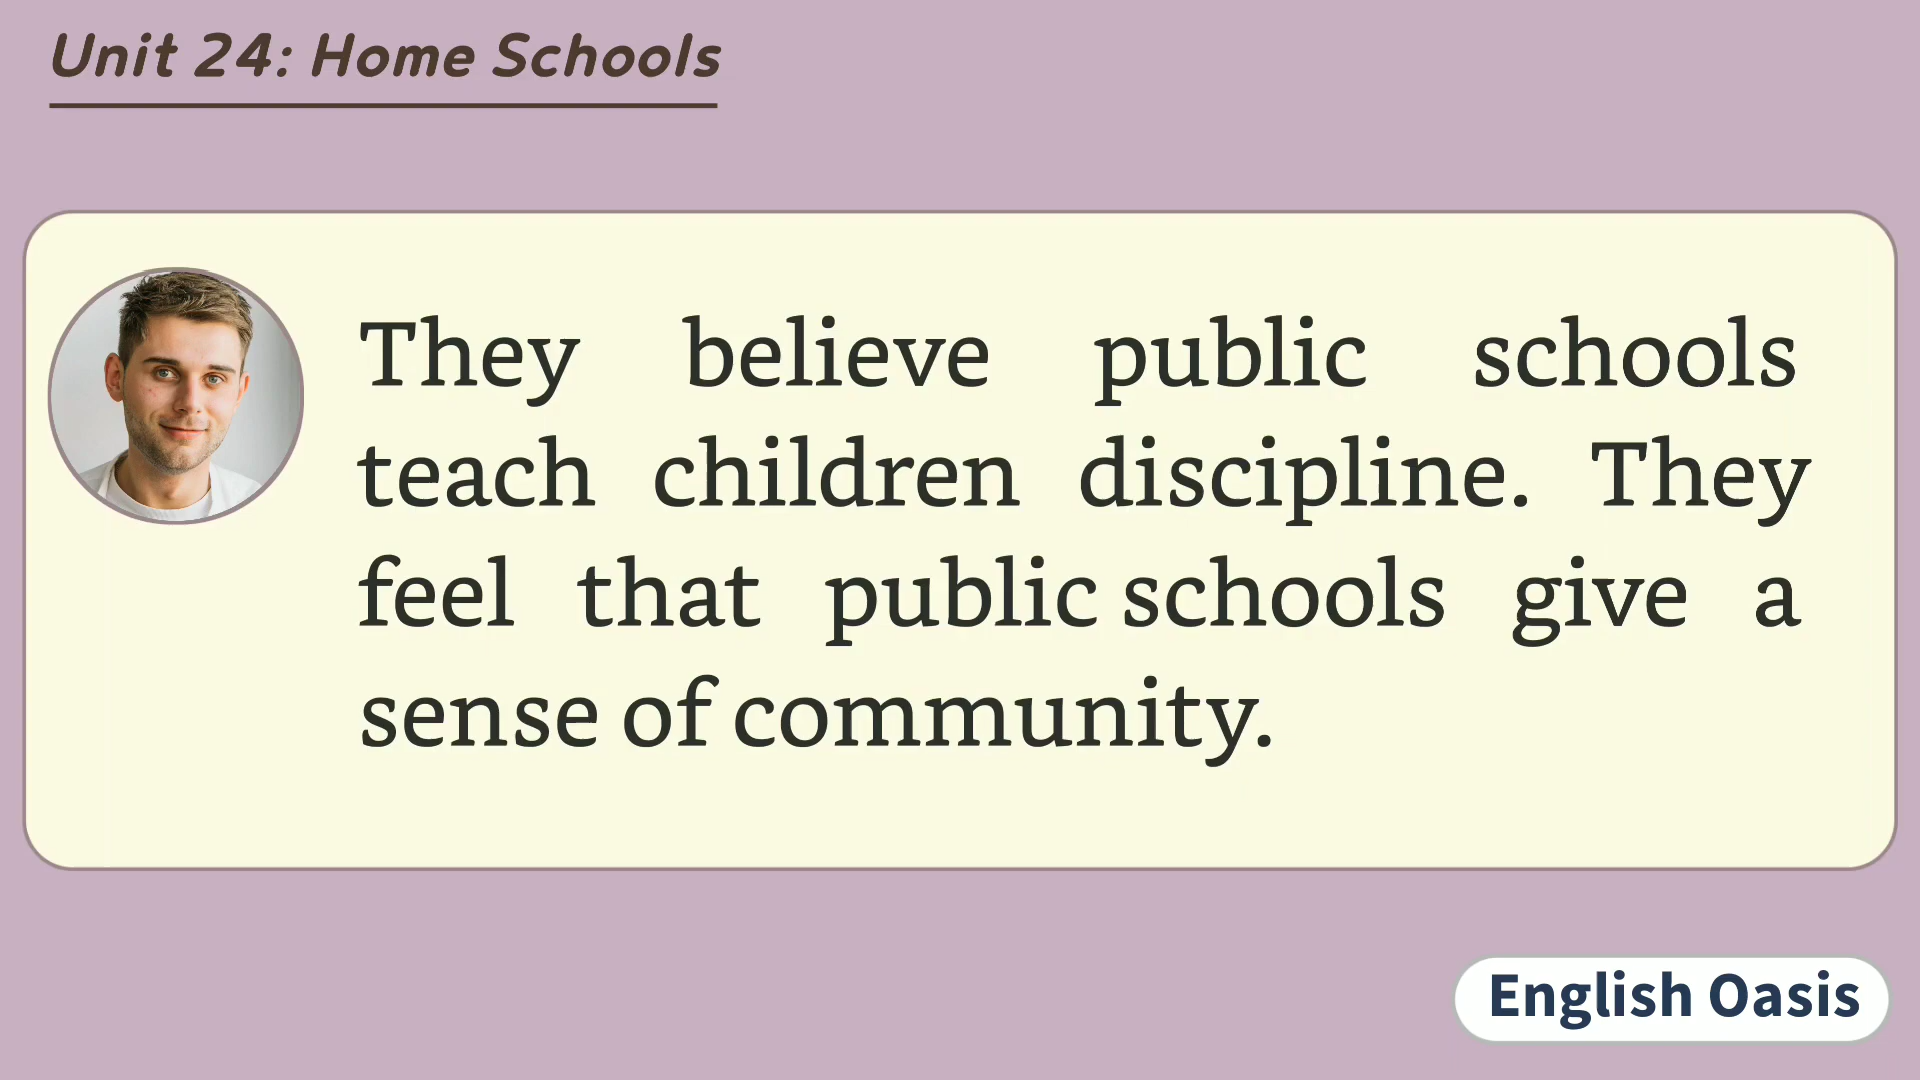 Unit 24: Home Schools
They believe public schools
teach children discipline. They
feel that public schools give a
sense of community.
English Oasis